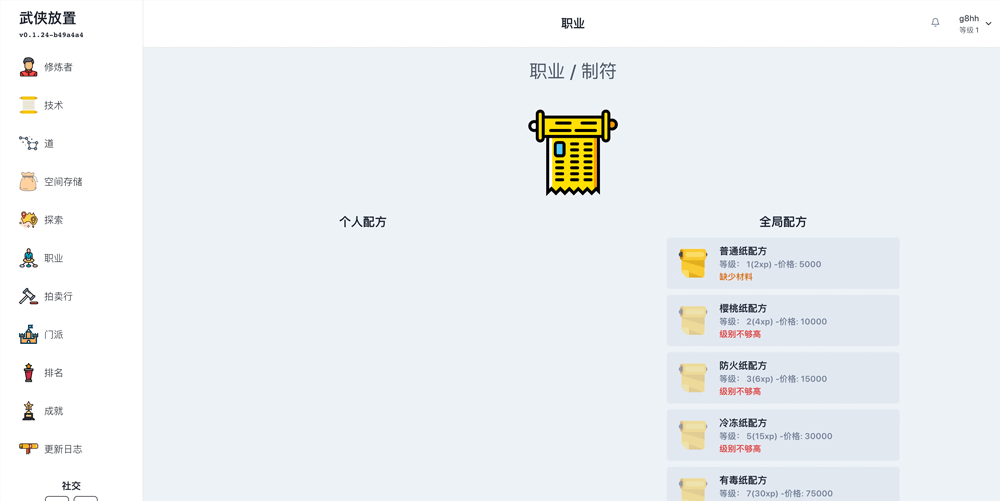 武侠放置
v0.1.24-b49a4a4
修炼者
技术
道
空间存储
探索
职业
拍卖行
门派
排名
成就
更新日志
社交
职业
g8hh
等级 1
职业 / 制符
个人配方
全局配方
普通纸配方
等级： 1(2xp) -价格: 5000
缺少材料
樱桃纸配方
等级： 2(4xp) -价格: 10000
级别不够高
防火纸配方
等级： 3(6xp) -价格: 15000
级别不够高
冷冻纸配方
等级： 5(15xp) -价格: 30000
级别不够高
有毒纸配方
等级： 7(30xp) -价格: 75000